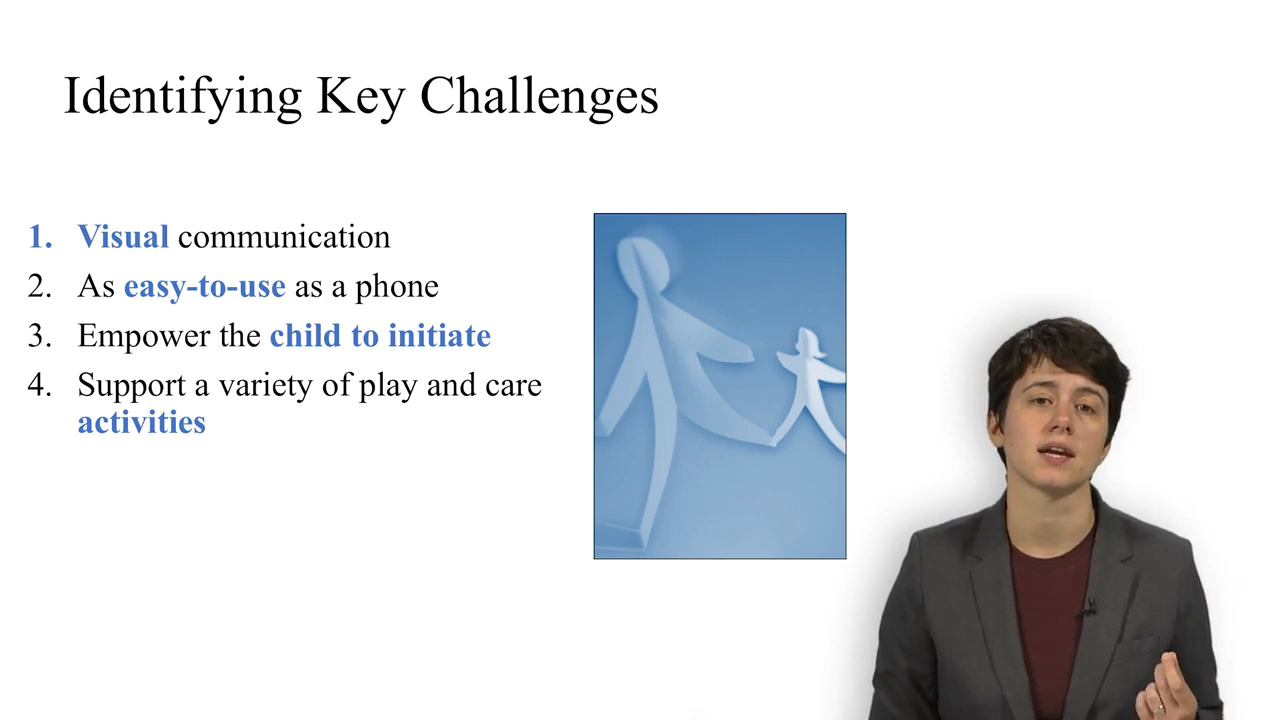 Identifying Key Challenges
1. Visual communication
2. As easy-to-use as a phone
3. Empower the child to initiate
4. Support a variety of play and care
activities